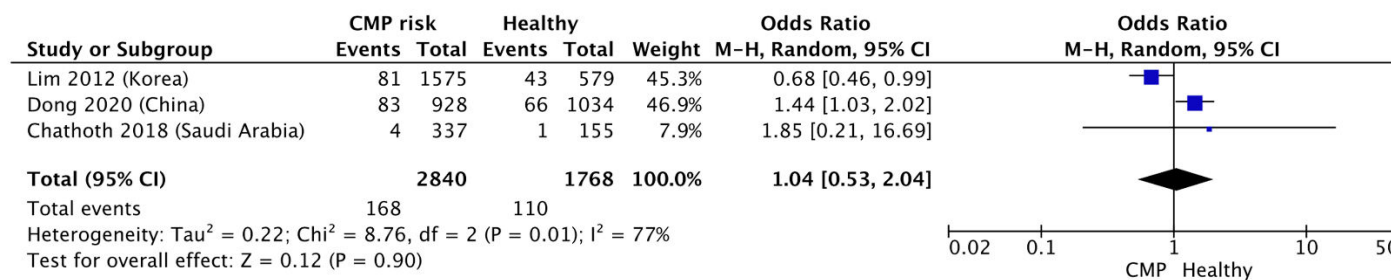 CMP risk Healthy Odds Ratio Odds Ratio
Study or Subgroup Events Total Events Total Weight M-H, Random, 95% CI M-H, Random, 95% CI
Lim 2012 (Korea) 81 1575 43 579 45.3% 0.68 [0.46, 0.99]
Dong 2020 (China) 83 928 66 1034 46.9% 1.44 [1.03, 2.02]
Chathoth 2018 (Saudi Arabia) 4 337 1 155 7.9% 1.85 [0.21, 16.69]
Total (95% CI) 2840 1768 100.0% 1.04 [0.53, 2.04]
Total events 168 110
Heterogeneity: Tau² = 0.22; Chi² = 8.76, df = 2 (P = 0.01); I² = 77%
Test for overall effect: Z = 0.12 (P = 0.90)
0.02 0.1 1 10 50
CMP Healthy